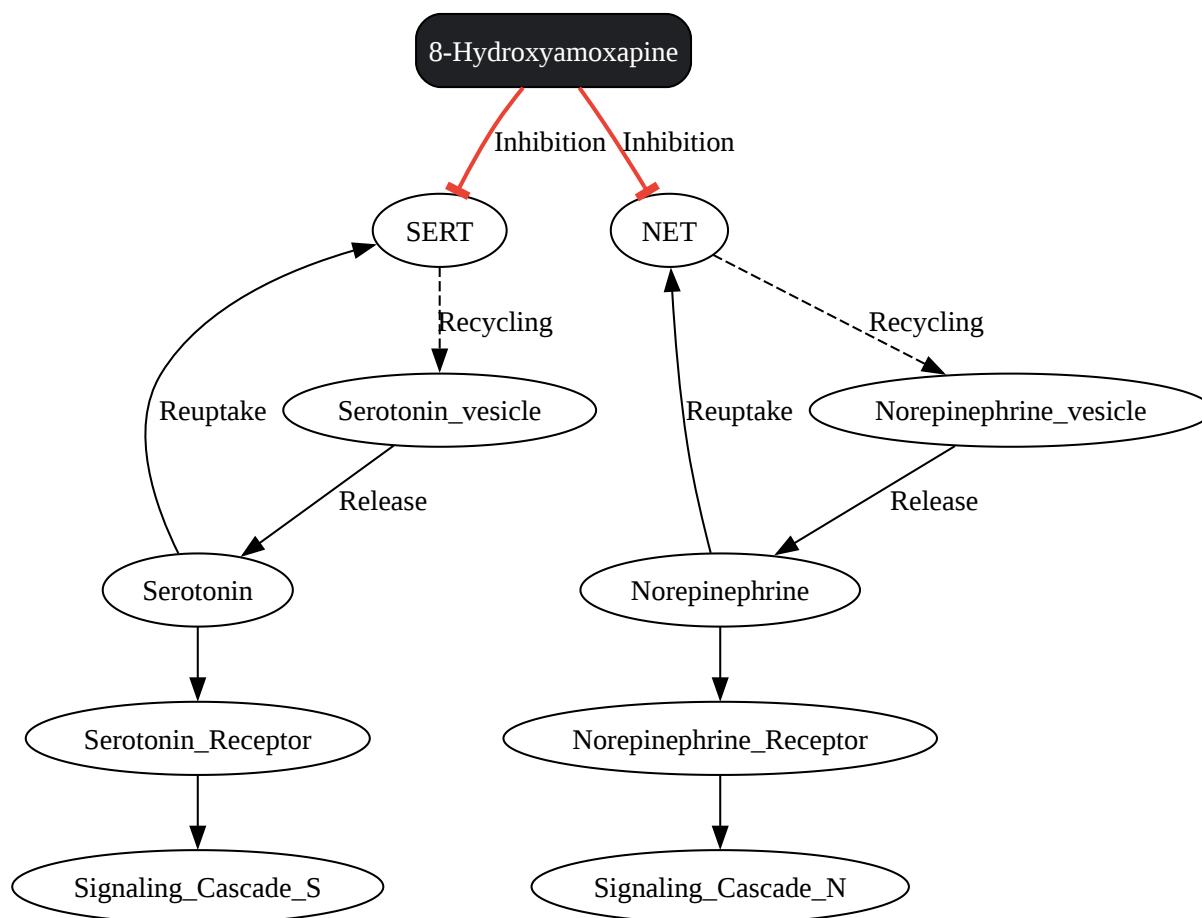 8-Hydroxyamoxapine
Inhibition
Inhibition
SERT
NET
Recycling
Recycling
Reuptake
Serotonin_vesicle
Reuptake
Norepinephrine_vesicle
Release
Release
Serotonin
Norepinephrine
Serotonin_Receptor
Norepinephrine_Receptor
Signaling_Cascade_S
Signaling_Cascade_N